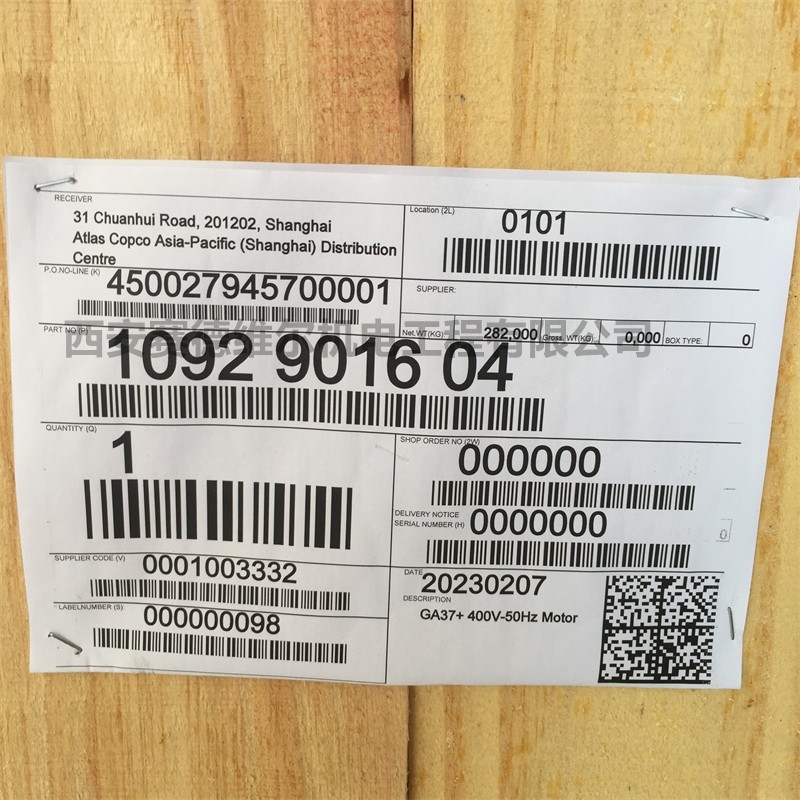 RECEIVER
31 Chuanhui Road, 201202, Shanghai
Atlas Copco Asia-Pacific (Shanghai) Distribution
Centre
Location (2L)
0101
P.O.NO-LINE (K)
450027945700001
SUPPLIER:
Net.WT(KG):
282,000
Gross. WT(KG):
0,000
BOX TYPE:
0
PART NO (P)
1092 9016 04
西安赛德维尔机电工程有限公司
QUANTITY (Q)
1
SHOP ORDER NO (2W)
000000
DELIVERY NOTICE
SERIAL NUMBER (H)
0000000
0
SUPPLIER CODE (V)
0001003332
DATE
20230207
DESCRIPTION
GA37+ 400V-50Hz Motor
LABELNUMBER (S):
000000098